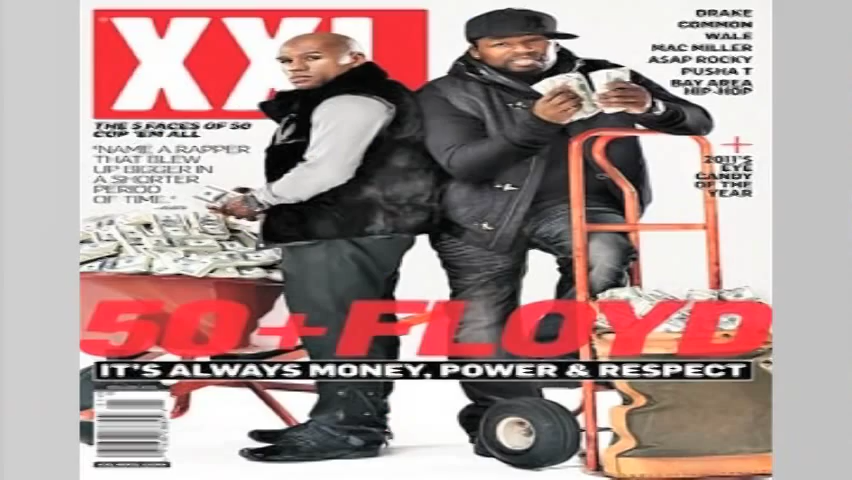 XXL
DRAKE
COMMON
WALE
MAC MILLER
ASAP ROCKY
PUSHA T
BAY AREA
HIP-HOP
THE 5 FACES OF 50
COP 'EM ALL
"NAME A RAPPER
THAT BLEW
UP BIGGER IN
A SHORTER
PERIOD
OF TIME."
+
2011'S
EYE
CANDY
OF THE
YEAR
50+FLOYD
IT'S ALWAYS MONEY, POWER & RESPECT